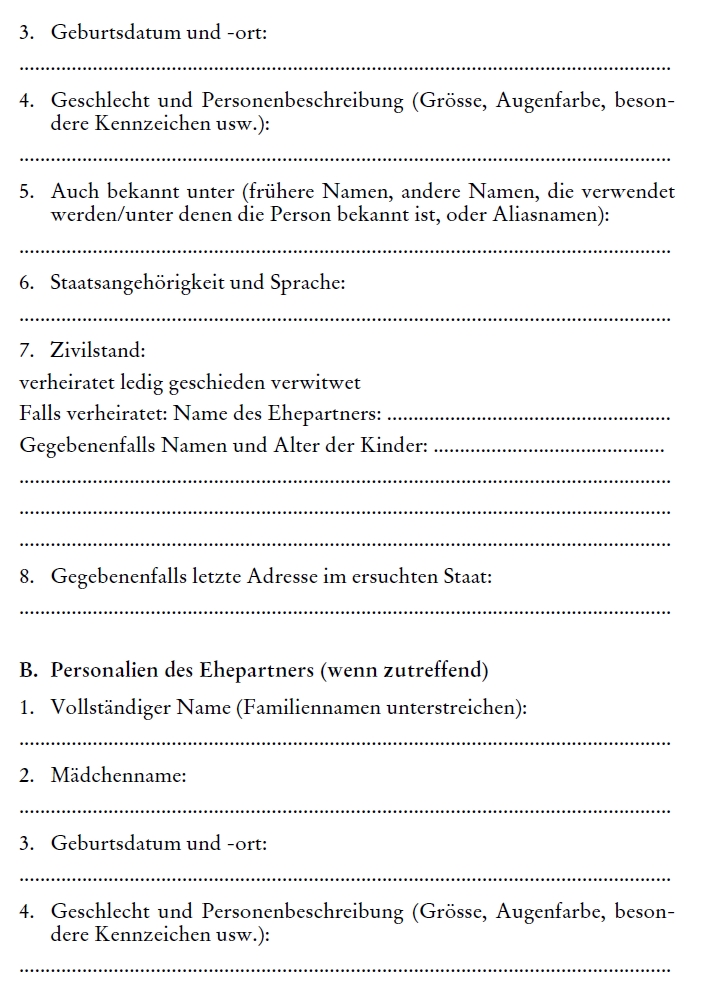 3. Geburtsdatum und -ort:
..............................................................................................................................
4. Geschlecht und Personenbeschreibung (Grösse, Augenfarbe, beson-
dere Kennzeichen usw.):
..............................................................................................................................
5. Auch bekannt unter (frühere Namen, andere Namen, die verwendet
werden/unter denen die Person bekannt ist, oder Aliasnamen):
..............................................................................................................................
6. Staatsangehörigkeit und Sprache:
..............................................................................................................................
7. Zivilstand:
verheiratet ledig geschieden verwitwet
Falls verheiratet: Name des Ehepartners: ......................................................
Gegebenenfalls Namen und Alter der Kinder: ............................................
..............................................................................................................................
..............................................................................................................................
..............................................................................................................................
8. Gegebenenfalls letzte Adresse im ersuchten Staat:
..............................................................................................................................
B. Personalien des Ehepartners (wenn zutreffend)
1. Vollständiger Name (Familiennamen unterstreichen):
..............................................................................................................................
2. Mädchenname:
..............................................................................................................................
3. Geburtsdatum und -ort:
..............................................................................................................................
4. Geschlecht und Personenbeschreibung (Grösse, Augenfarbe, beson-
dere Kennzeichen usw.):
..............................................................................................................................